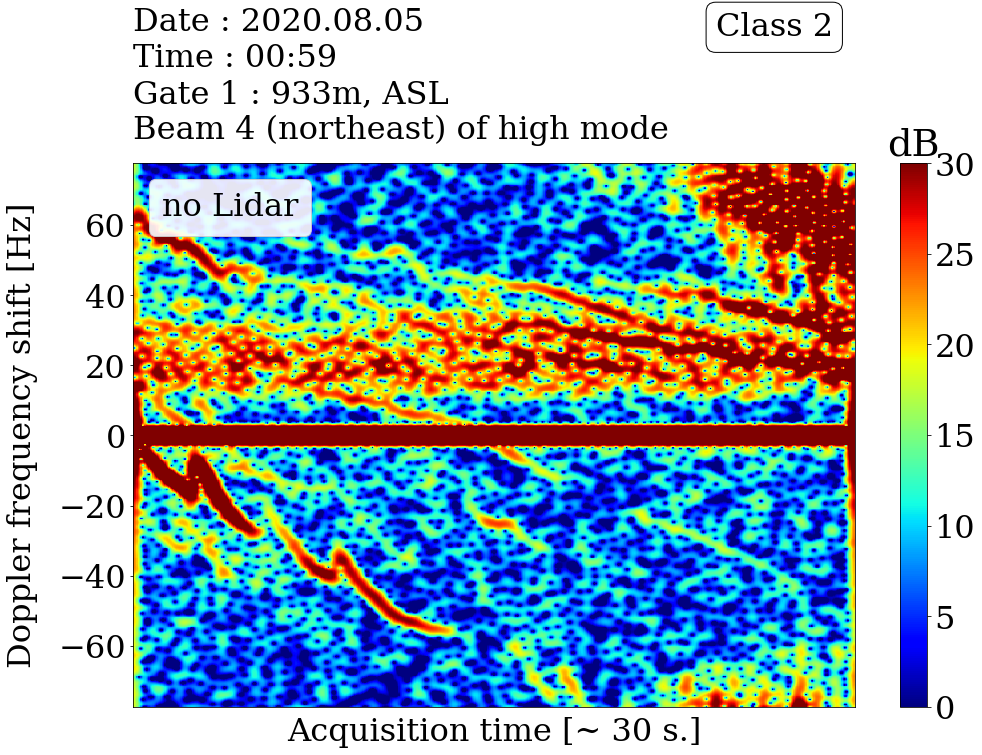 Date : 2020.08.05
Time : 00:59
Gate 1 : 933m, ASL
Beam 4 (northeast) of high mode
Class 2
no Lidar
dB
30
25
20
15
10
5
0
Doppler frequency shift [Hz]
60
40
20
0
−20
−40
−60
Acquisition time [~ 30 s.]